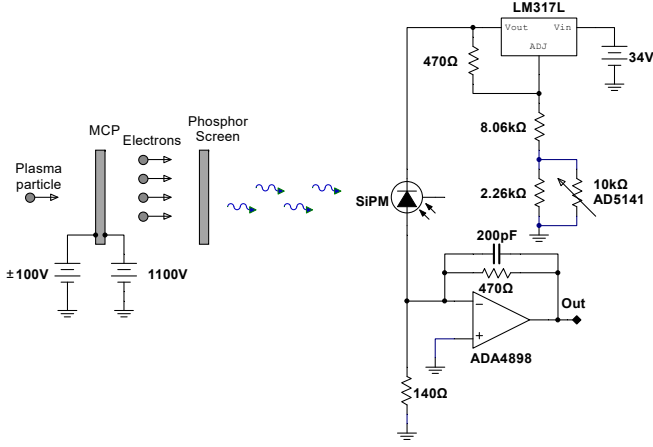 LM317L
Vout
Vin
ADJ
470Ω
34V
8.06kΩ
MCP
Electrons
Phosphor
Screen
Plasma
particle
SiPM
2.26kΩ
10kΩ
AD5141
±100V
1100V
200pF
470Ω
Out
ADA4898
140Ω